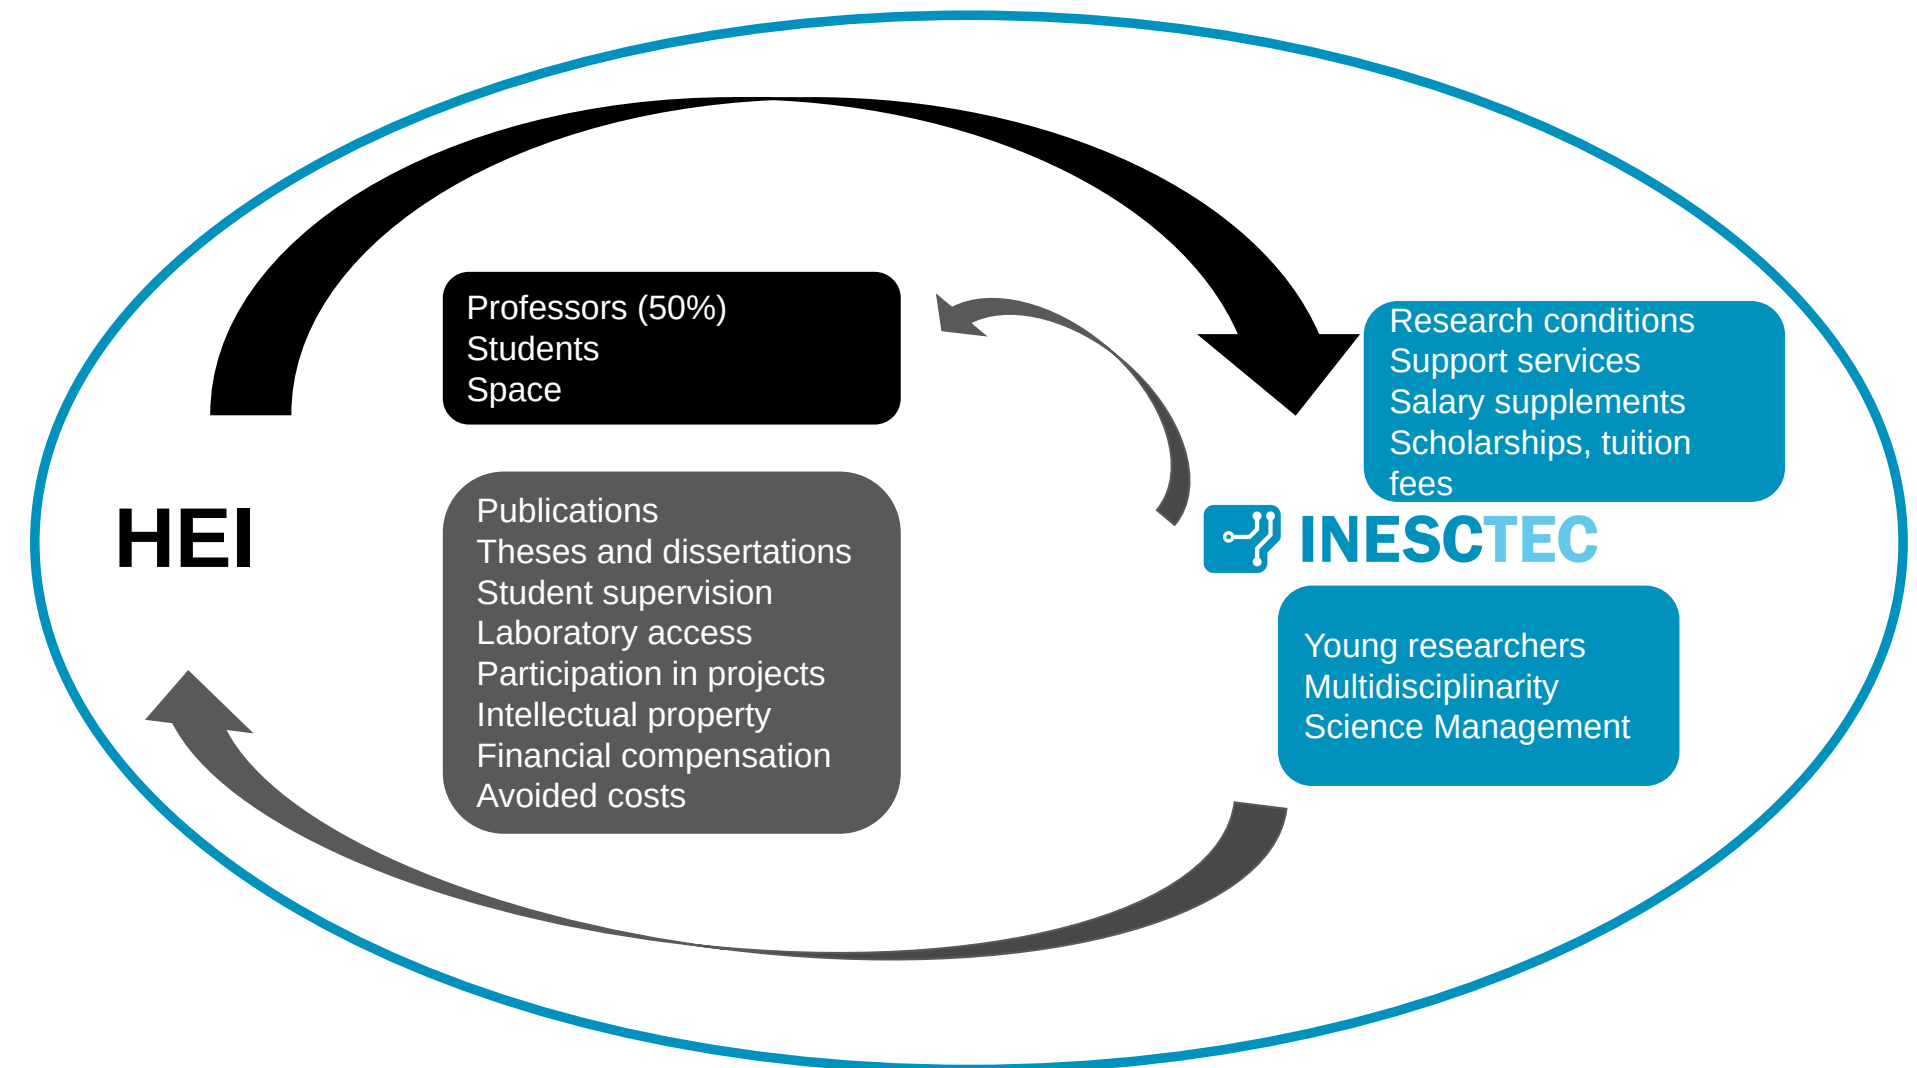 Professors (50%)
Students
Space
Research conditions
Support services
Salary supplements
Scholarships, tuition
fees
HEI
Publications
Theses and dissertations
Student supervision
Laboratory access
Participation in projects
Intellectual property
Financial compensation
Avoided costs
INESCTEC
Young researchers
Multidisciplinarity
Science Management